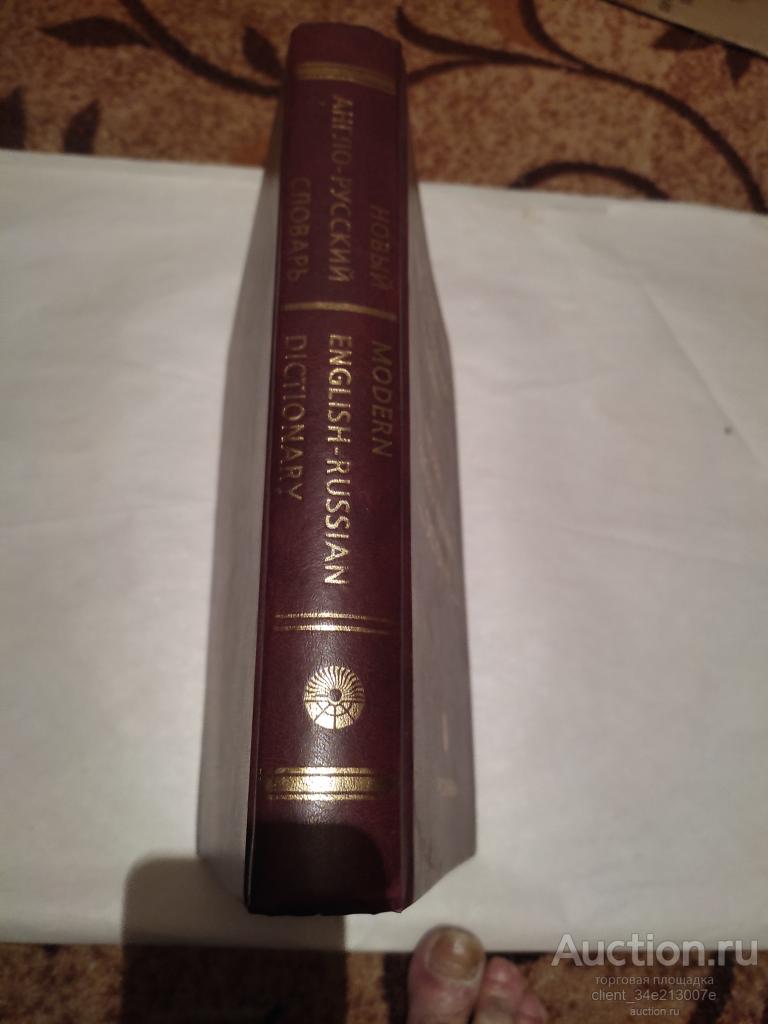 НОВЫЙ
АНГЛО-РУССКИЙ
СЛОВАРЬ
MODERN
ENGLISH-RUSSIAN
DICTIONARY
Auction.ru
торговая площадка
client_34e213007e
auction.ru